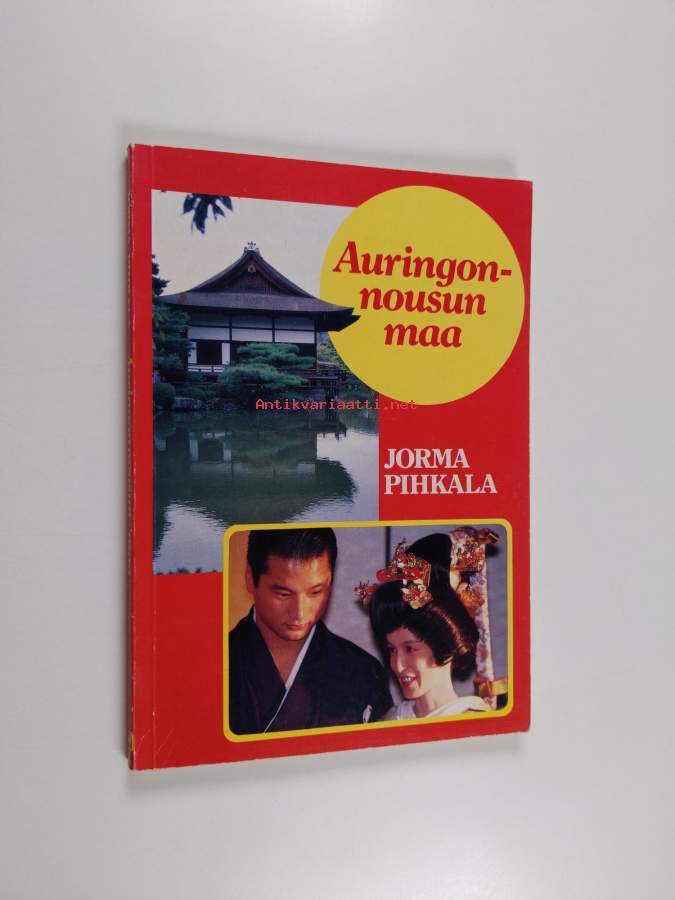 Auringon-
nousun
maa
Antikvariaatti.net
JORMA
PIHKALA